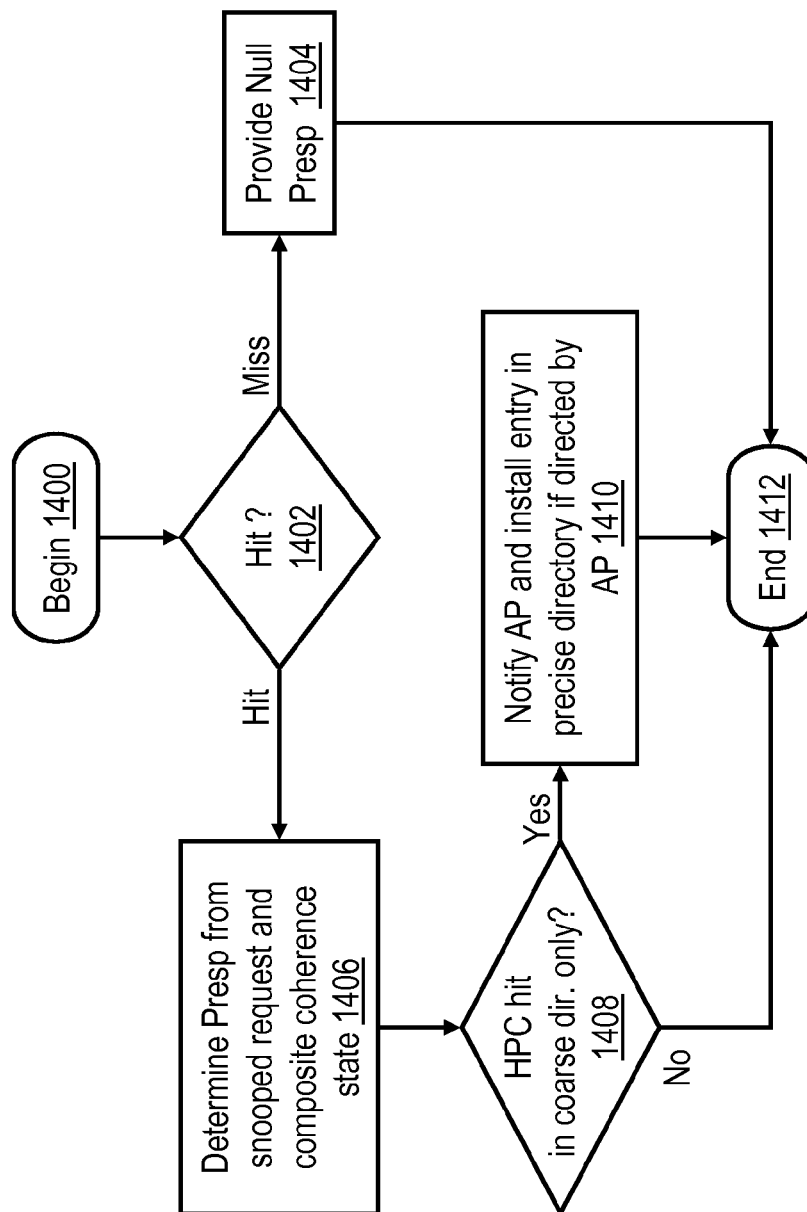 Begin 1400
Hit ?
1402
Hit
Miss
Provide Null
Presp 1404
Determine Presp from
snooped request and
composite coherence
state 1406
HPC hit
in coarse dir. only?
1408
Yes
No
Notify AP and install entry in
precise directory if directed by
AP 1410
End 1412